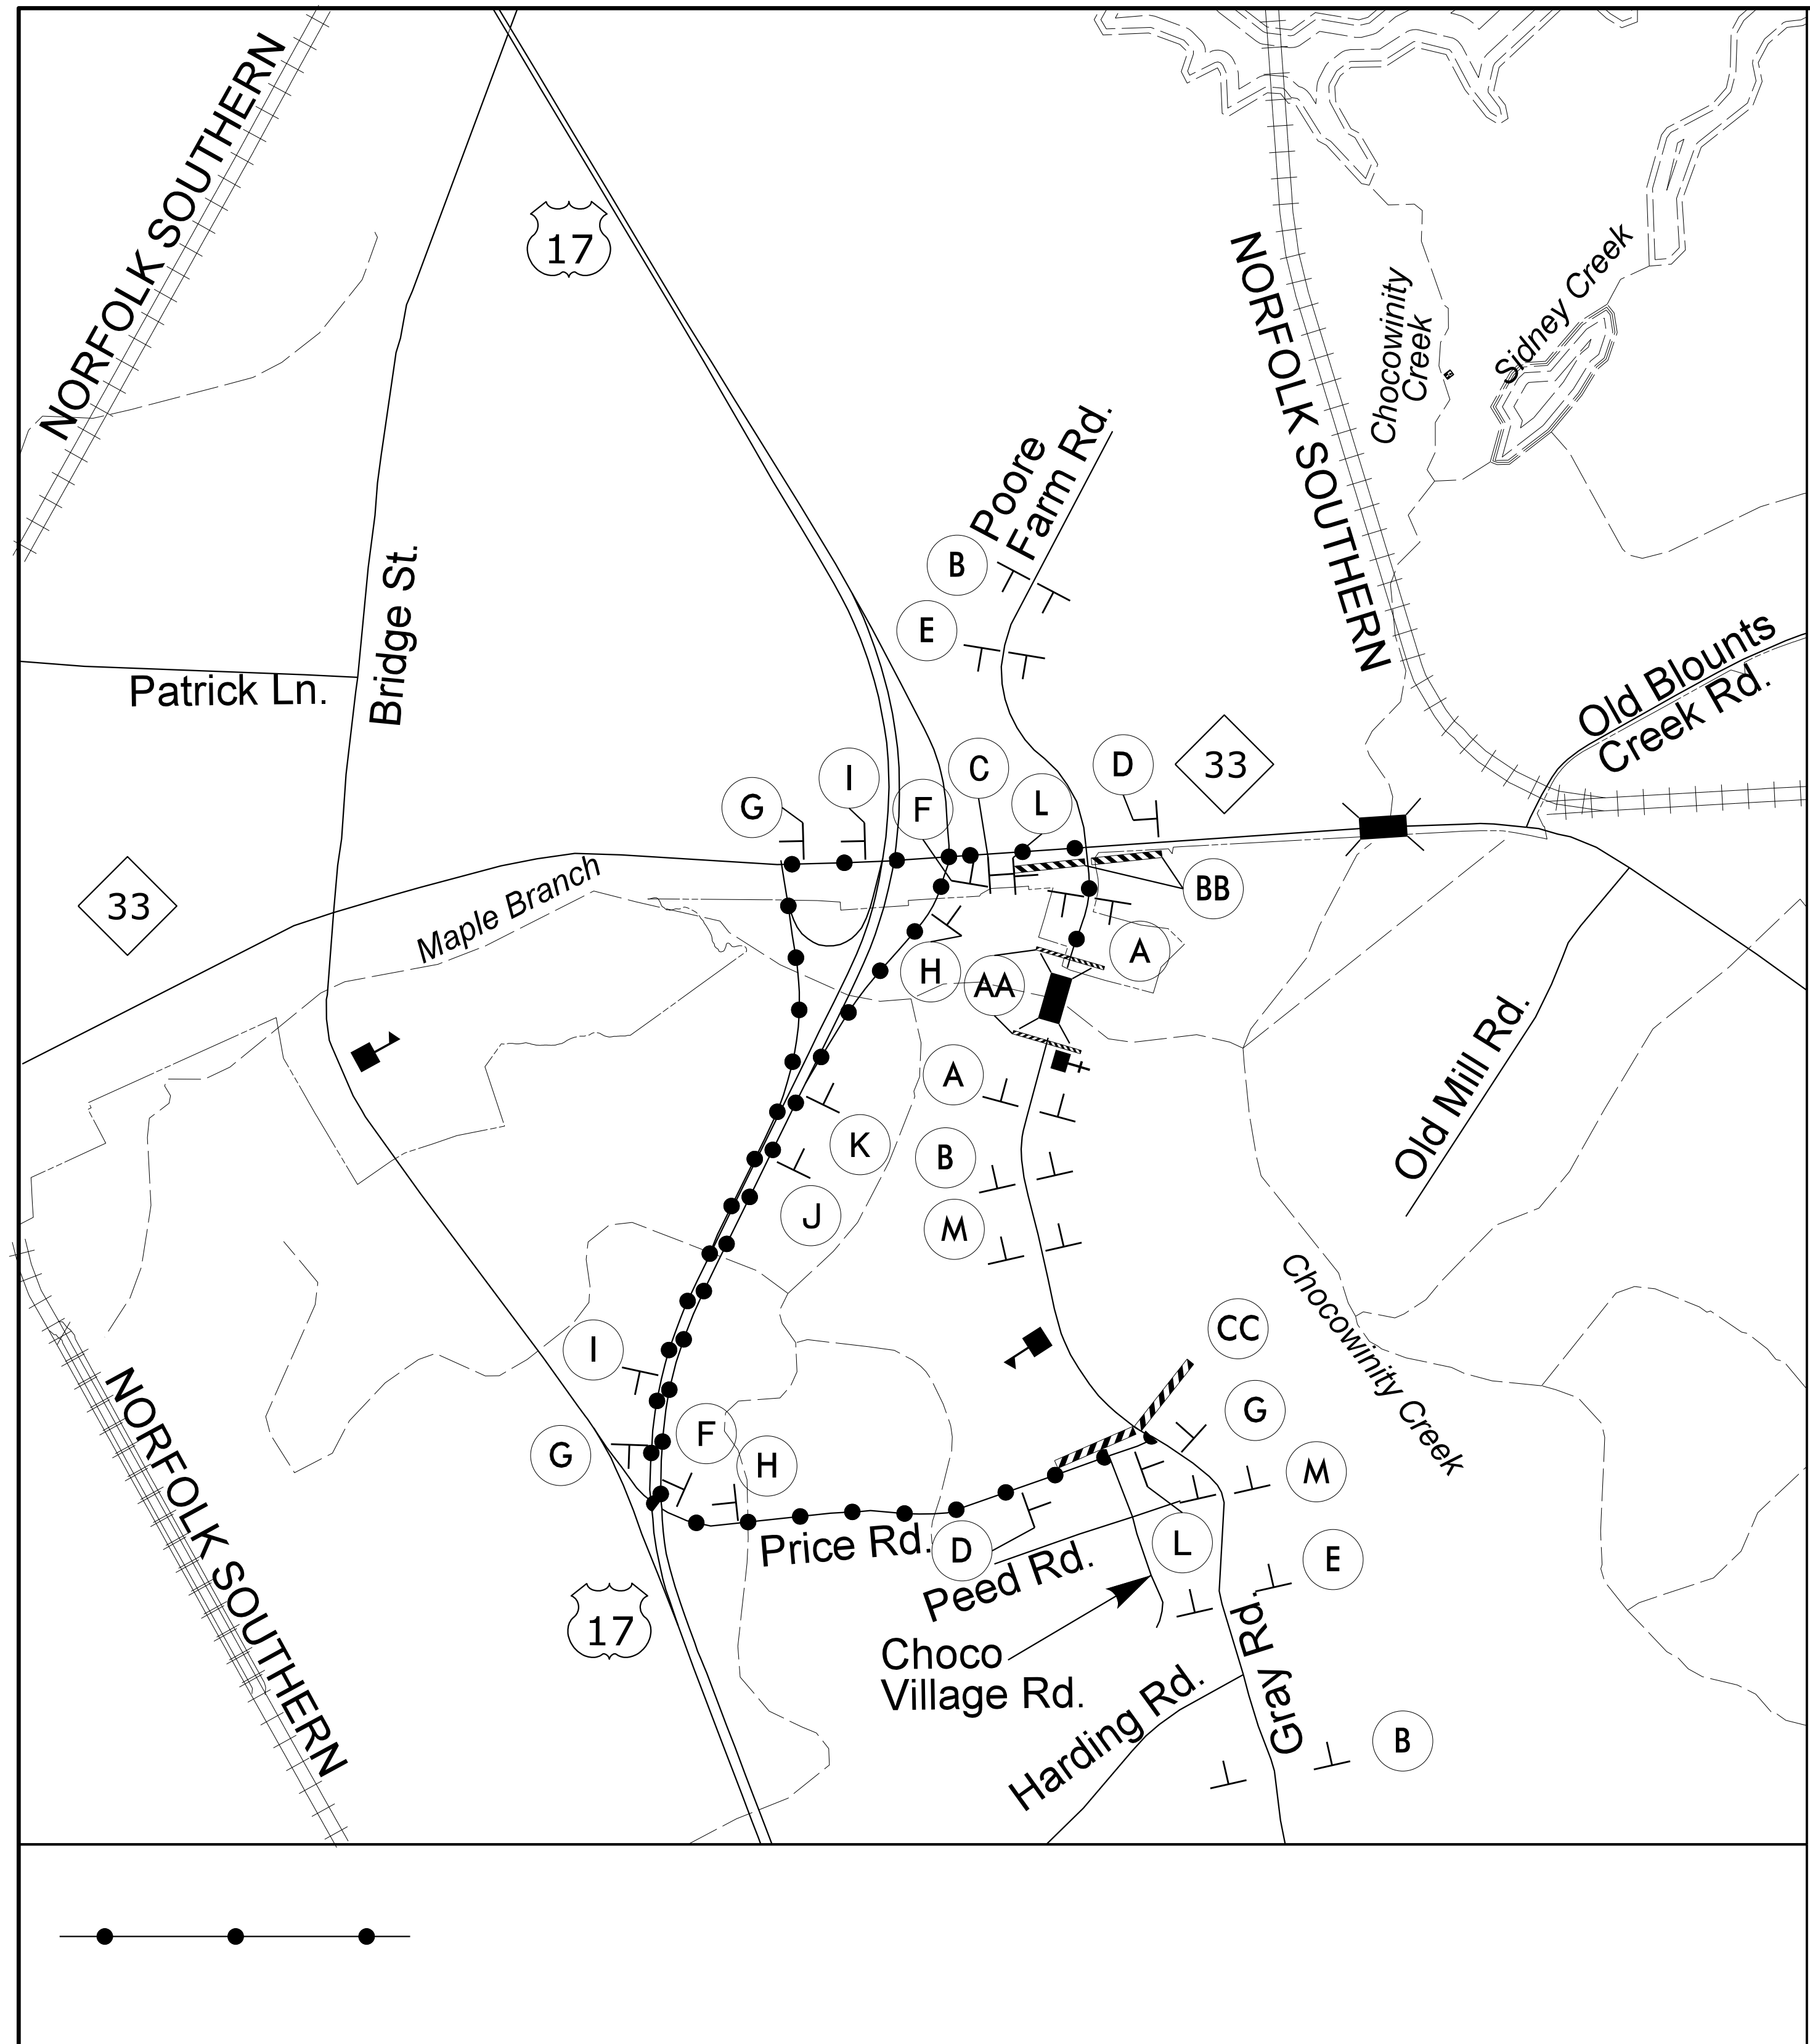 NORFOLK SOUTHERN
17
NORFOLK SOUTHERN
Chocowinity
Creek
Sidney Creek
Poore
Farm Rd.
B
E
Bridge St.
Patrick Ln.
Old Blounts
Creek Rd.
G
I
F
C
L
D
33
33
Maple Branch
BB
H
AA
A
A
K
B
J
M
Old Mill Rd.
Chocowinity Creek
CC
I
G
F
G
H
M
NORFOLK SOUTHERN
Price Rd.
D
L
E
Peed Rd.
17
Choco
Village Rd.
Gray Rd.
Harding Rd.
B